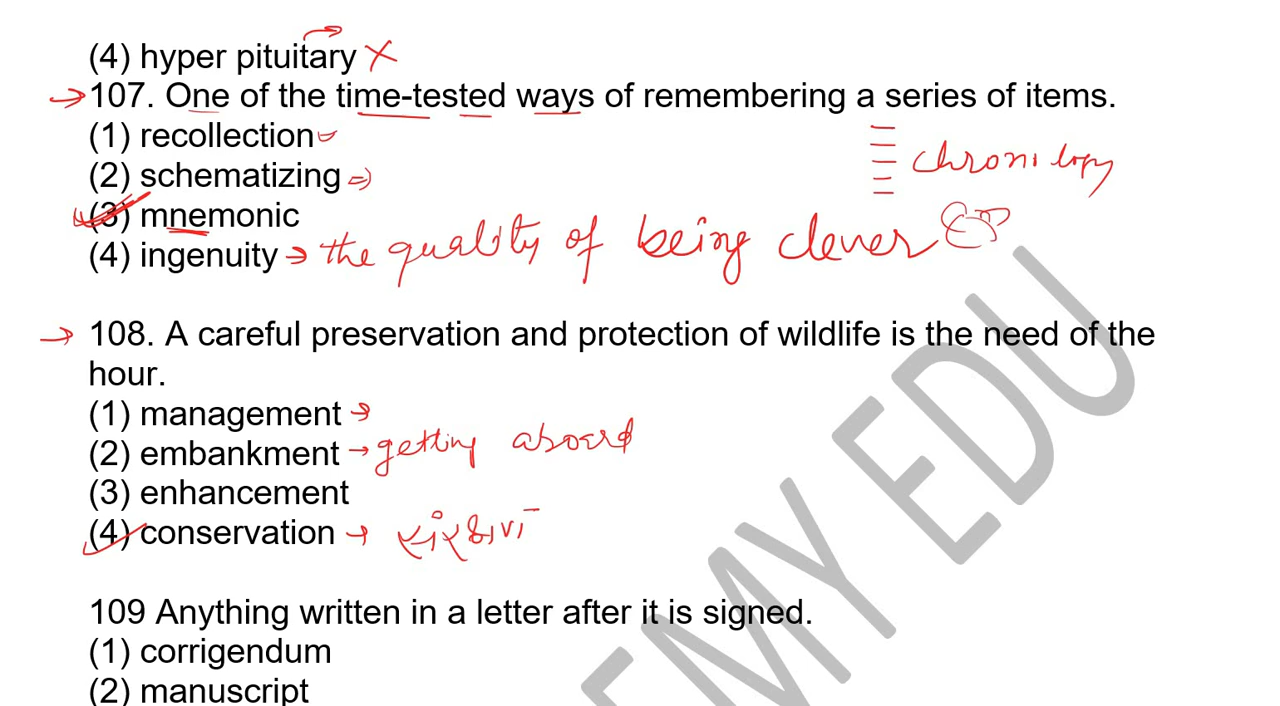 (4) hyper pituitary
107. One of the time-tested ways of remembering a series of items.
(1) recollection
(2) schematizing
chronology
(3) mnemonic
(4) ingenuity → the quality of being clever
108. A careful preservation and protection of wildlife is the need of the
hour.
(1) management →
(2) embankment → getting aboard
(3) enhancement
(4) conservation →
109 Anything written in a letter after it is signed.
(1) corrigendum
(2) manuscript
EMY EDU